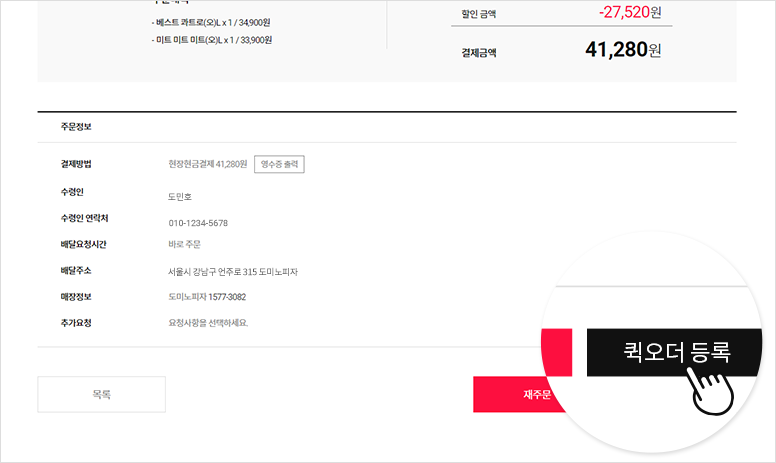 - 베스트 콰트로(오)L x 1 / 34,900원
- 미트 미트 미트(오)L x 1 / 33,900원
할인 금액 -27,520원
결제금액 41,280원
주문정보
결제방법 현장현금결제 41,280원 영수증 출력
수령인 도민호
수령인 연락처 010-1234-5678
배달요청시간 바로 주문
배달주소 서울시 강남구 언주로 315 도미노피자
매장정보 도미노피자 1577-3082
추가요청 요청사항을 선택하세요.
퀵오더 등록
목록
재주문